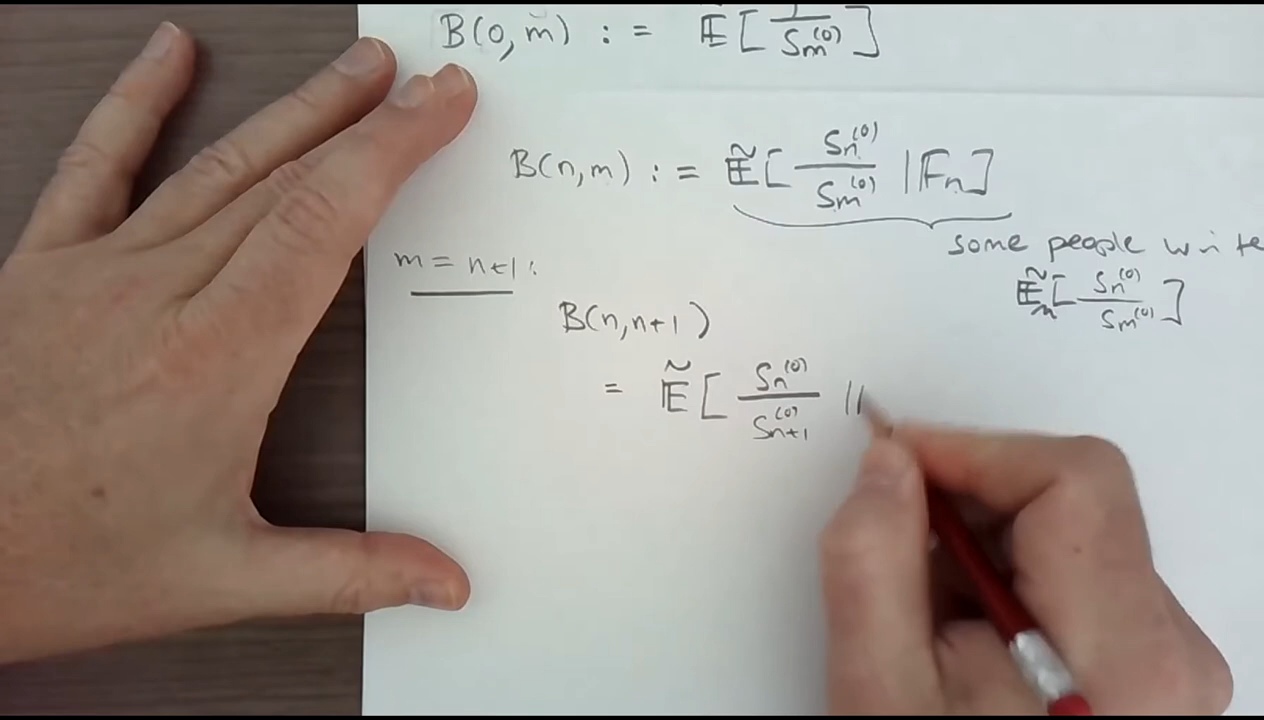 B(0,m) := 𝔼[1/S_m^(0)]
B(n,m) := 𝔼̃[S_n^(0)/S_m^(0) | F_n]
some people write
𝔼̃_n[S_n^(0)/S_m^(0)]
m = n+1:
B(n,n+1)
= 𝔼̃[S_n^(0)/S_{n+1}^(0) |